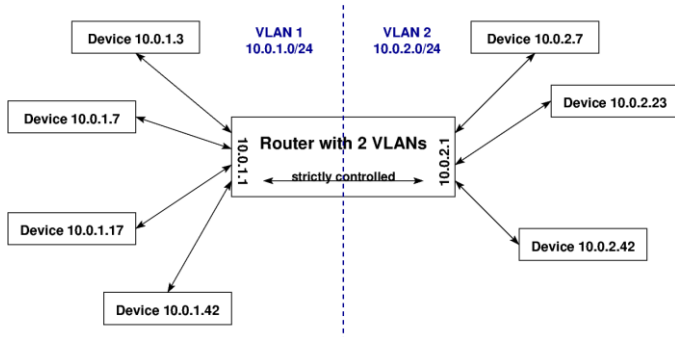 VLAN 1
10.0.1.0/24
VLAN 2
10.0.2.0/24
Device 10.0.1.3
Device 10.0.2.7
Device 10.0.1.7
Device 10.0.2.23
10.0.1.1
Router with 2 VLANs
10.0.2.1
strictly controlled
Device 10.0.1.17
Device 10.0.2.42
Device 10.0.1.42